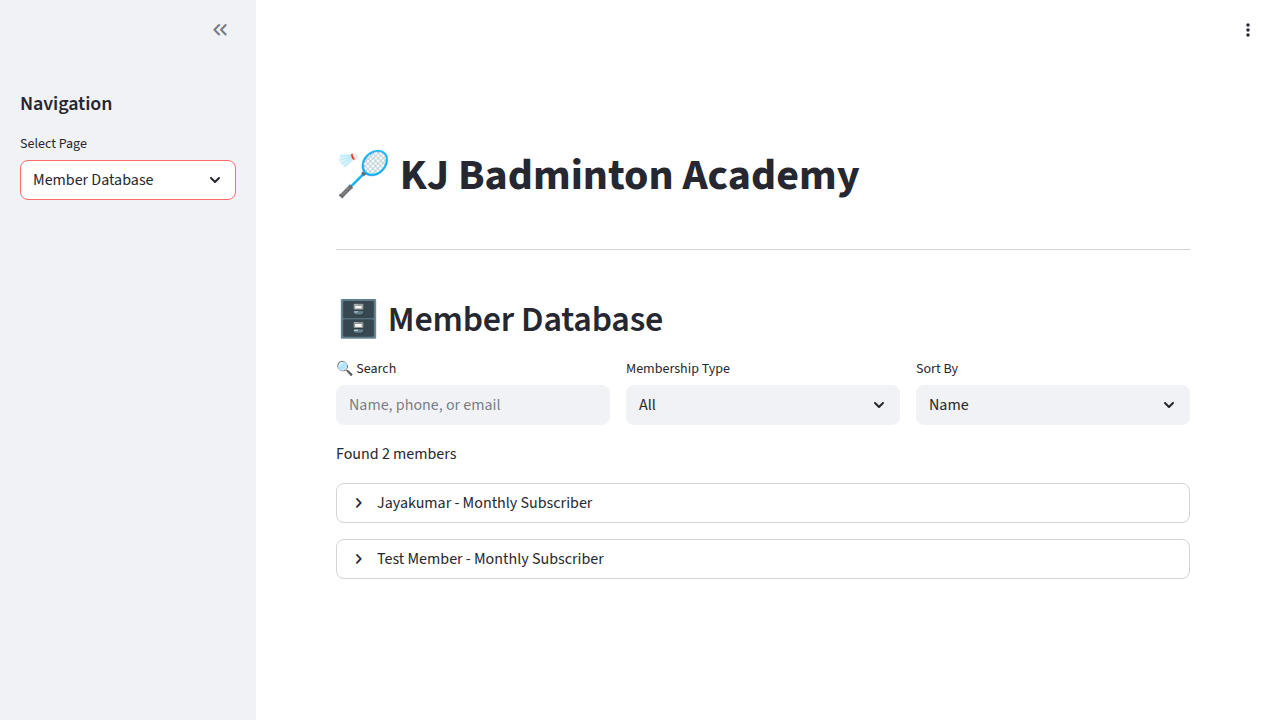 Navigation
Select Page
Member Database
🏸 KJ Badminton Academy
🗄️ Member Database
🔍 Search
Membership Type
Sort By
Name, phone, or email
All
Name
Found 2 members
Jayakumar - Monthly Subscriber
Test Member - Monthly Subscriber